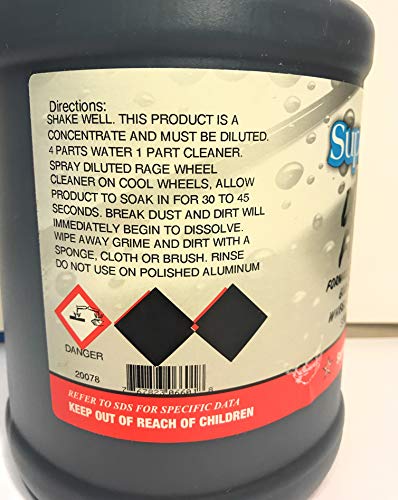 Directions:
SHAKE WELL. THIS PRODUCT IS A
CONCENTRATE AND MUST BE DILUTED.
4 PARTS WATER 1 PART CLEANER.
SPRAY DILUTED RAGE WHEEL
CLEANER ON COOL WHEELS, ALLOW
PRODUCT TO SOAK IN FOR 30 TO 45
SECONDS. BREAK DUST AND DIRT WILL
IMMEDIATELY BEGIN TO DISSOLVE.
WIPE AWAY GRIME AND DIRT WITH A
SPONGE, CLOTH OR BRUSH. RINSE
DO NOT USE ON POLISHED ALUMINUM
DANGER
20078
REFER TO SDS FOR SPECIFIC DATA
KEEP OUT OF REACH OF CHILDREN
Sup